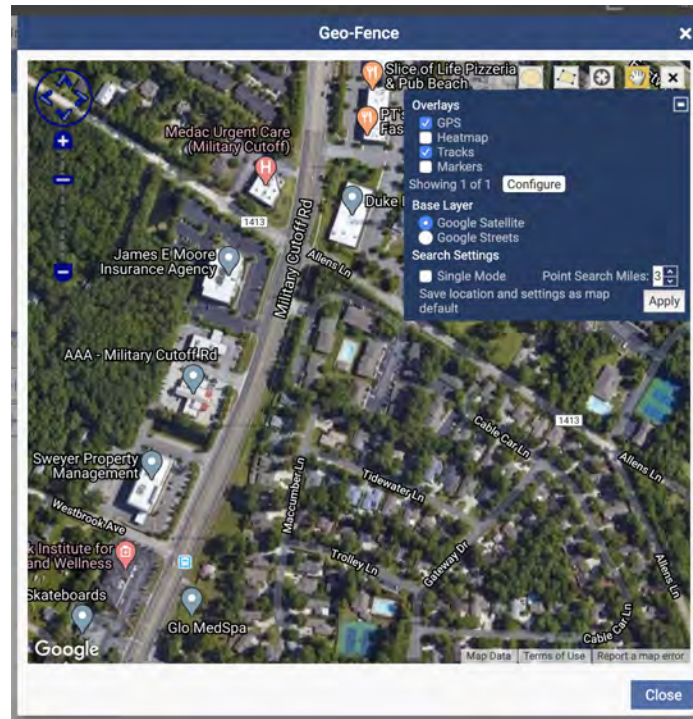 Geo-Fence
Slice of Life Pizzeria
& Pub Beach
PT's
Fas
Medac Urgent Care
(Military Cutoff)
Duke
1413
Allens Ln
Military Cutoff Rd
James E Moore
Insurance Agency
AAA - Military Cutoff Rd
Sweyer Property
Management
Westbrook Ave
k Institute for
and Wellness
Skateboards
Glo MedSpa
Maccumber Ln
Tidewater Ln
Trolley Ln
Gateway Dr
Cable Car Ln
1413
Allens Ln
Allens Ln
Cable Car Ln
Overlays
GPS
Heatmap
Tracks
Markers
Showing 1 of 1 Configure
Base Layer
Google Satellite
Google Streets
Search Settings
Single Mode Point Search Miles: 3
Save location and settings as map
default Apply
Google
Map Data Terms of Use Report a map error
Close